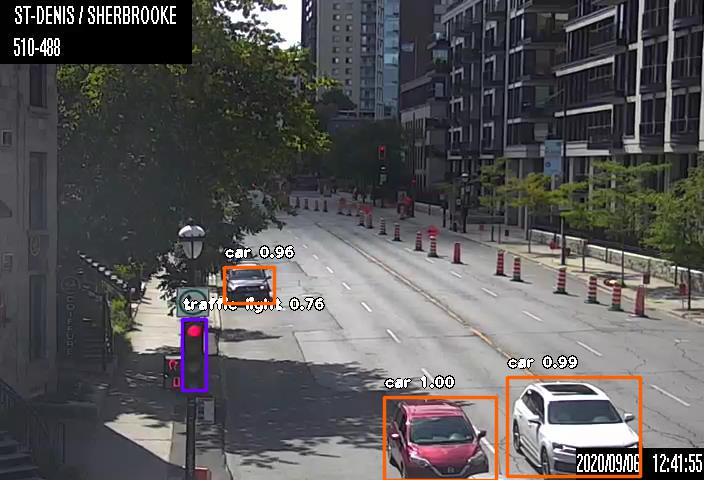 ST-DENIS / SHERBROOKE
510-488
car 0.96
traffic light 0.76
car 0.99
car 1.00
2020/09/06 12:41:55